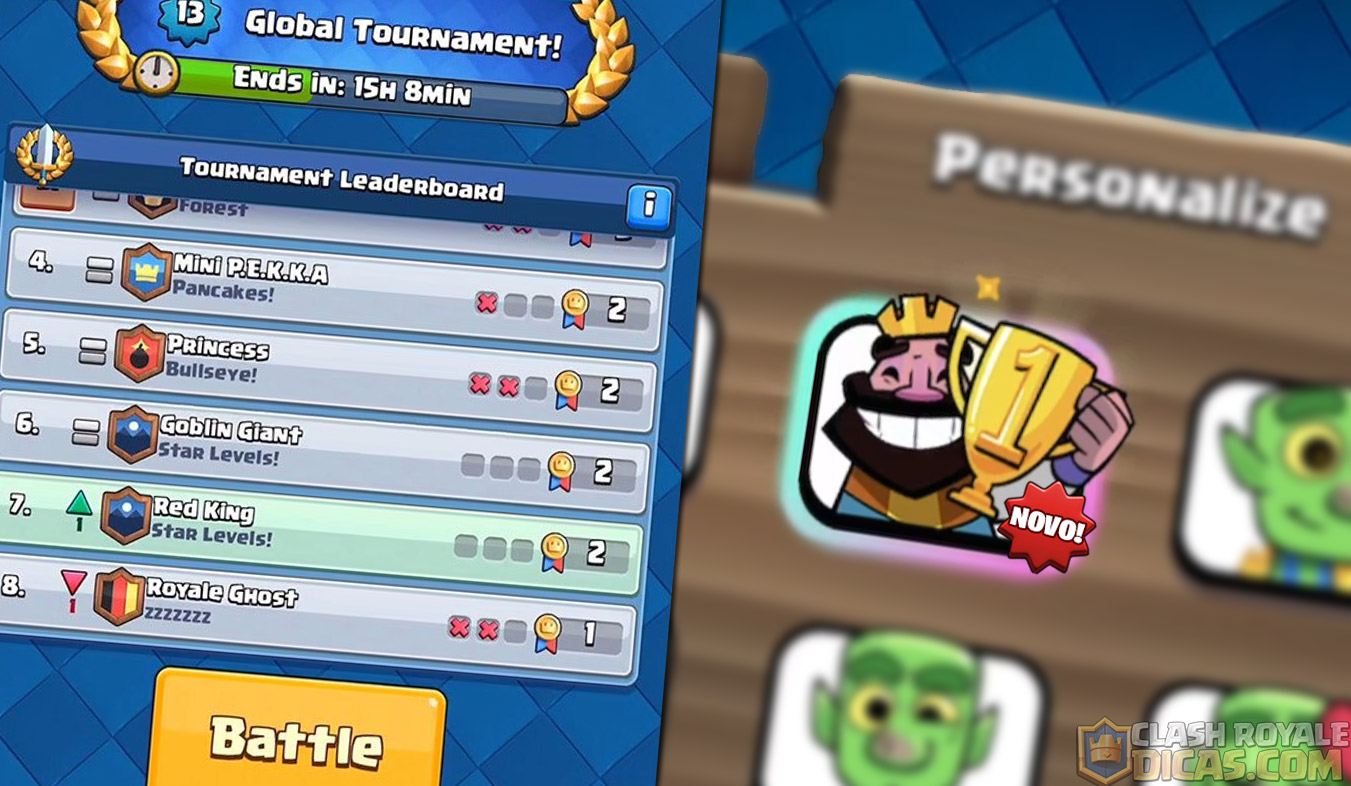 13
Global Tournament!
Ends in: 15h 8min
Tournament Leaderboard
i
Forest
4. Mini P.E.K.K.A 2
Pancakes!
5. Princess 2
Bullseye!
6. Goblin Giant 2
Star Levels!
7. 1 Red King 2
Star Levels!
8. 1 Royale Ghost 1
zzzzzzz
Battle
Personalize
1
NOVO!
CLASH ROYALE
DICAS.COM